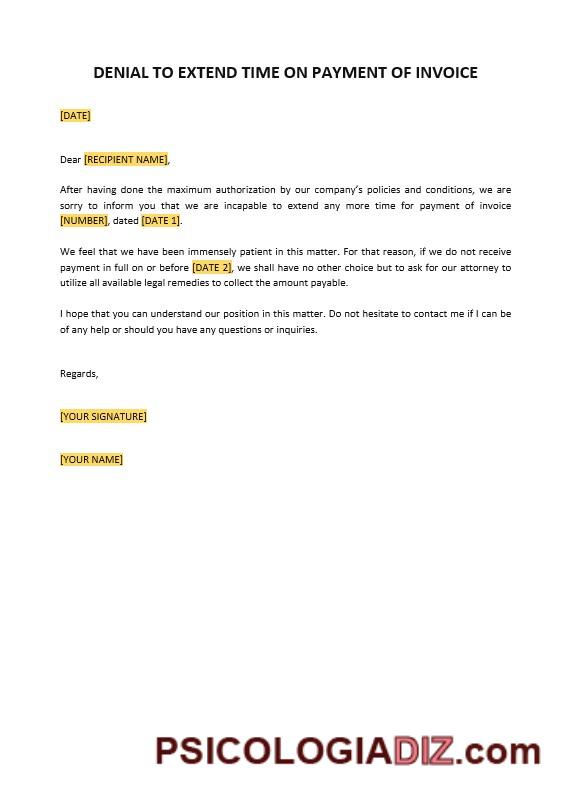 DENIAL TO EXTEND TIME ON PAYMENT OF INVOICE
[DATE]
Dear [RECIPIENT NAME],
After having done the maximum authorization by our company’s policies and conditions, we are
sorry to inform you that we are incapable to extend any more time for payment of invoice
[NUMBER], dated [DATE 1].
We feel that we have been immensely patient in this matter. For that reason, if we do not receive
payment in full on or before [DATE 2], we shall have no other choice but to ask for our attorney to
utilize all available legal remedies to collect the amount payable.
I hope that you can understand our position in this matter. Do not hesitate to contact me if I can be
of any help or should you have any questions or inquiries.
Regards,
[YOUR SIGNATURE]
[YOUR NAME]
PSICOLOGIADIZ.com